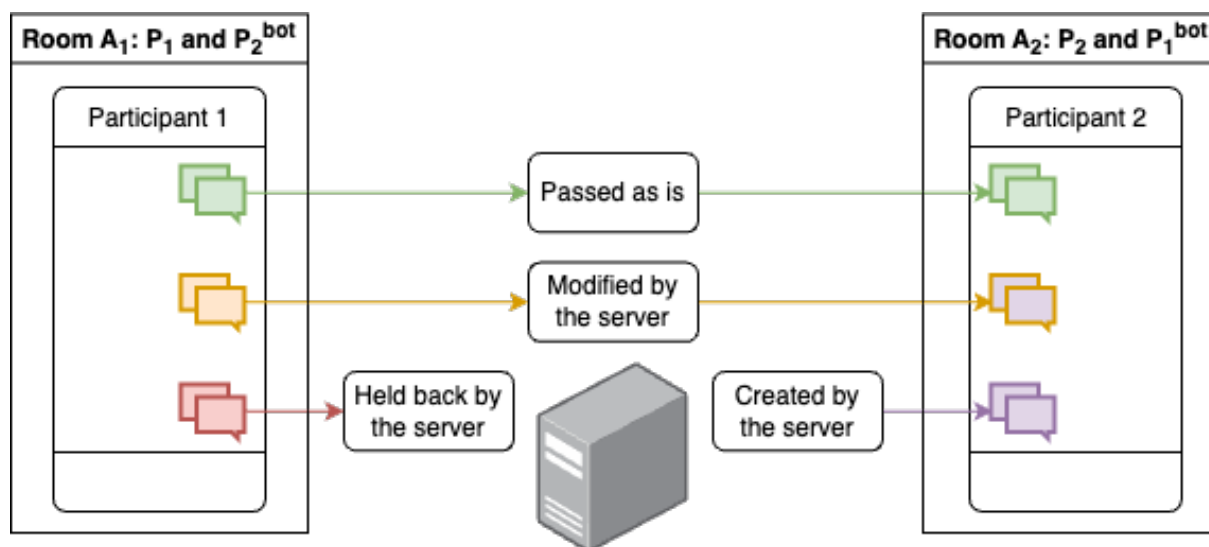 Room A₁: P₁ and P₂ᵇᵒᵗ
Room A₂: P₂ and P₁ᵇᵒᵗ
Participant 1
Participant 2
Passed as is
Modified by
the server
Held back by
the server
Created by
the server